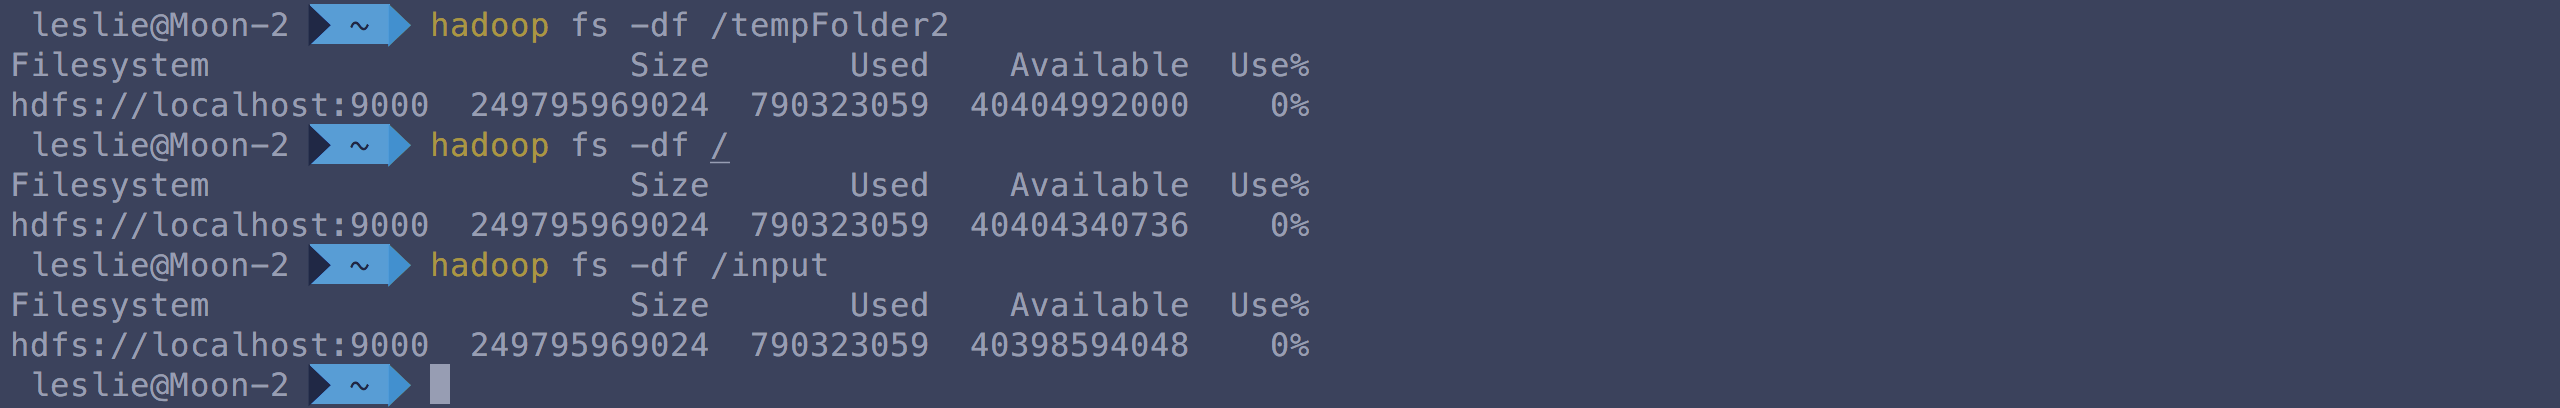 leslie@Moon-2 ~ hadoop fs -df /tempFolder2
Filesystem                     Size       Used    Available  Use%
hdfs://localhost:9000  249795969024  790323059  40404992000    0%
leslie@Moon-2 ~ hadoop fs -df /
Filesystem                     Size       Used    Available  Use%
hdfs://localhost:9000  249795969024  790323059  40404340736    0%
leslie@Moon-2 ~ hadoop fs -df /input
Filesystem                     Size       Used    Available  Use%
hdfs://localhost:9000  249795969024  790323059  40398594048    0%
leslie@Moon-2 ~